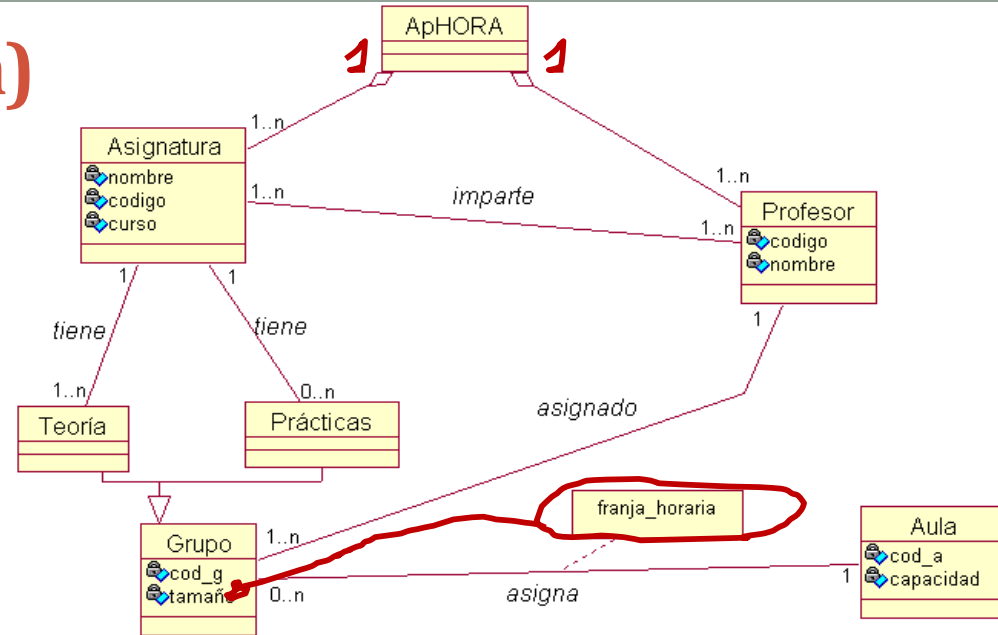 a)
ApHORA
1
1
1..n
1..n
Asignatura
nombre
codigo
curso
1..n
imparte
1..n
Profesor
codigo
nombre
1
1
1
tiene
tiene
1..n
0..n
Teoría
Prácticas
asignado
franja_horaria
Grupo
cod_g
tamaño
1..n
0..n
asigna
1
Aula
cod_a
capacidad